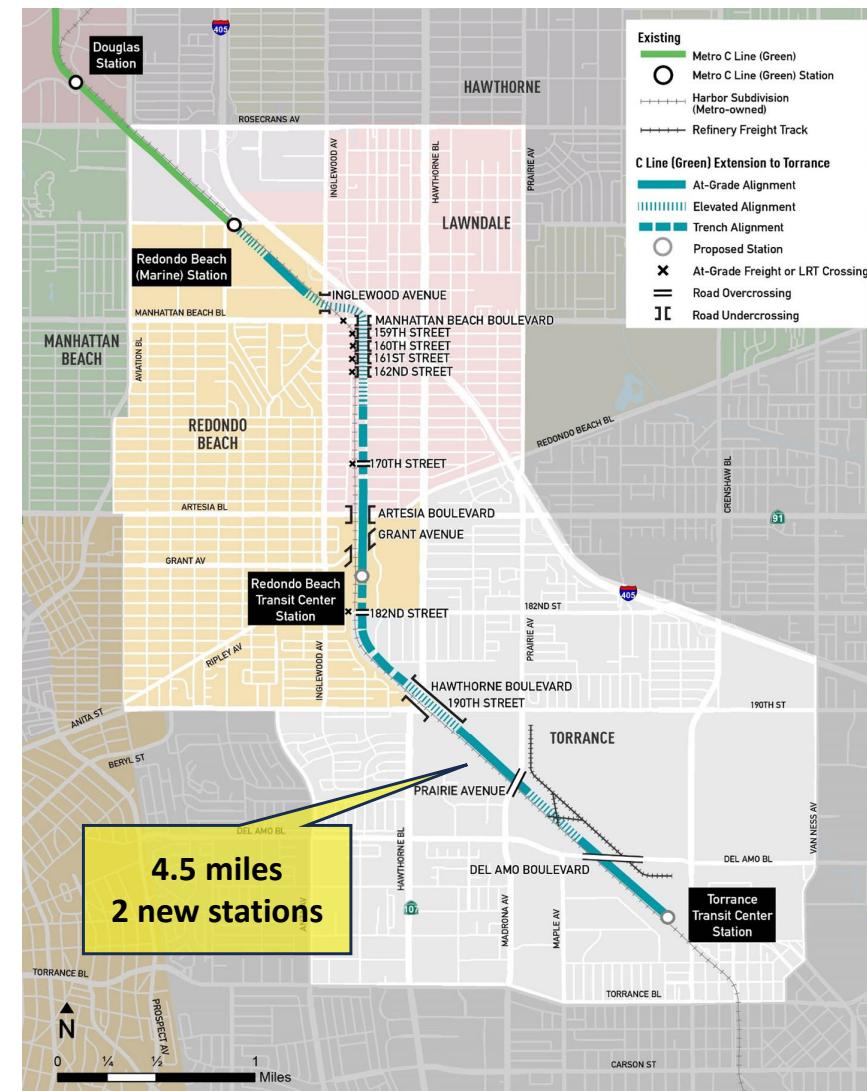 405
Douglas
Station
HAWTHORNE
ROSECRANS AV
INGLEWOOD AV
HAWTHORNE BL
PRAIRIE AV
Existing
Metro C Line (Green)
Metro C Line (Green) Station
Harbor Subdivision
(Metro-owned)
Refinery Freight Track
C Line (Green) Extension to Torrance
At-Grade Alignment
Elevated Alignment
Trench Alignment
Proposed Station
At-Grade Freight or LRT Crossing
Road Overcrossing
Road Undercrossing
LAWNDALE
Redondo Beach
(Marine) Station
INGLEWOOD AVENUE
MANHATTAN BEACH BL
MANHATTAN BEACH BOULEVARD
159TH STREET
160TH STREET
161ST STREET
162ND STREET
MANHATTAN
BEACH
AVIATION BL
REDONDO
BEACH
REDONDO BEACH BL
170TH STREET
CRENSHAW BL
ARTESIA BL
ARTESIA BOULEVARD
91
GRANT AVENUE
GRANT AV
Redondo Beach
Transit Center
Station
405
182ND STREET
182ND ST
PRAIRIE AV
RIPLEY AV
INGLEWOOD AV
HAWTHORNE BOULEVARD
190TH STREET
190TH ST
ANITA ST
BERYL ST
TORRANCE
PRAIRIE AVENUE
VAN NESS AV
DEL AMO BL
HAWTHORNE BL
4.5 miles
2 new stations
DEL AMO BOULEVARD
DEL AMO BL
107
MADRONA AV
MAPLE AV
Torrance
Transit Center
Station
TORRANCE BL
PROSPECT AV
TORRANCE BL
N
0 ¼ ½ 1
Miles
CARSON ST